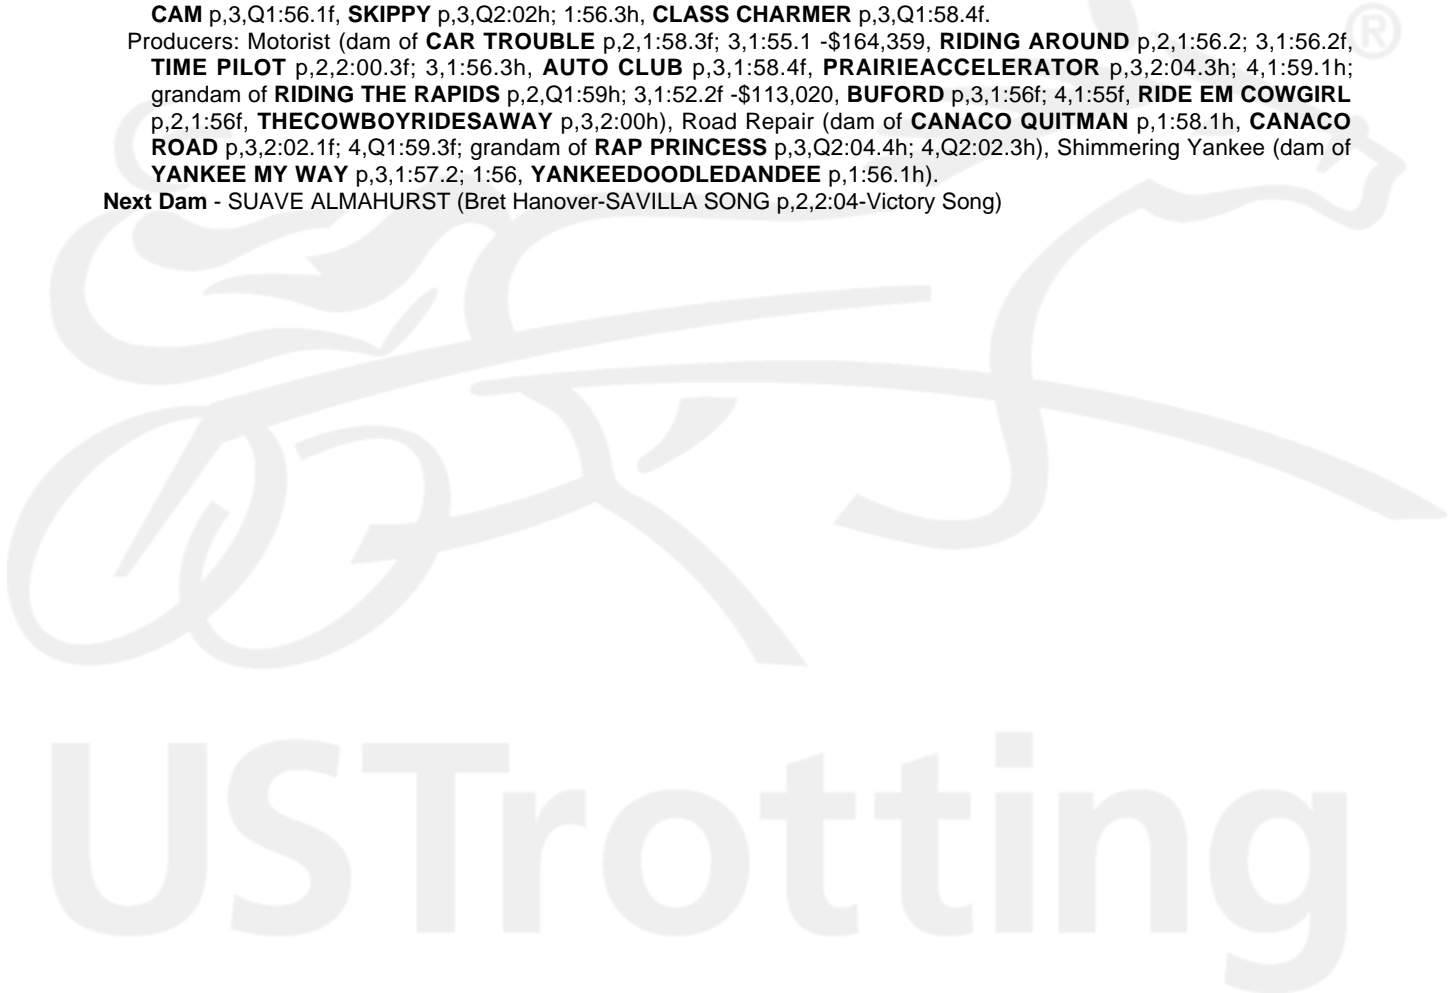 CAM p,3,Q1:56.1f, SKIPPY p,3,Q2:02h; 1:56.3h, CLASS CHARMER p,3,Q1:58.4f.
Producers: Motorist (dam of CAR TROUBLE p,2,1:58.3f; 3,1:55.1 -$164,359, RIDING AROUND p,2,1:56.2; 3,1:56.2f,
TIME PILOT p,2,2:00.3f; 3,1:56.3h, AUTO CLUB p,3,1:58.4f, PRAIRIEACCELERATOR p,3,2:04.3h; 4,1:59.1h;
grandam of RIDING THE RAPIDS p,2,Q1:59h; 3,1:52.2f -$113,020, BUFORD p,3,1:56f; 4,1:55f, RIDE EM COWGIRL
p,2,1:56f, THECOWBOYRIDESAWAY p,3,2:00h), Road Repair (dam of CANACO QUITMAN p,1:58.1h, CANACO
ROAD p,3,2:02.1f; 4,Q1:59.3f; grandam of RAP PRINCESS p,3,Q2:04.4h; 4,Q2:02.3h), Shimmering Yankee (dam of
YANKEE MY WAY p,3,1:57.2; 1:56, YANKEEDOODLEDANDEE p,1:56.1h).
Next Dam - SUAVE ALMAHURST (Bret Hanover-SAVILLA SONG p,2,2:04-Victory Song)
®
USTrotting